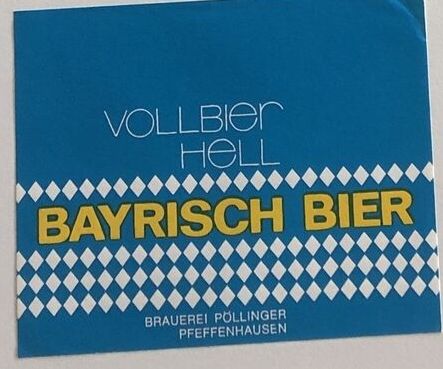 VOLLBIER
HELL
BAYRISCH BIER
BRAUEREI PÖLLINGER
PFEFFENHAUSEN